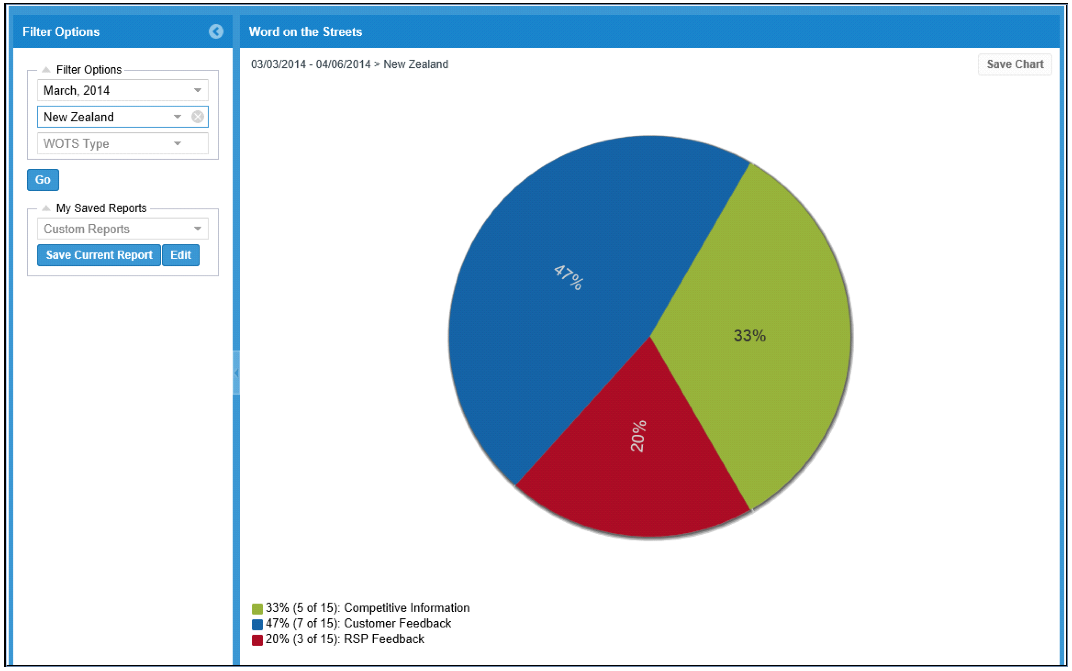 Filter Options
Filter Options
March, 2014
New Zealand
WOTS Type
Go
My Saved Reports
Custom Reports
Save Current Report Edit
Word on the Streets
03/03/2014 - 04/06/2014 > New Zealand
Save Chart
47%
33%
20%
33% (5 of 15): Competitive Information
47% (7 of 15): Customer Feedback
20% (3 of 15): RSP Feedback